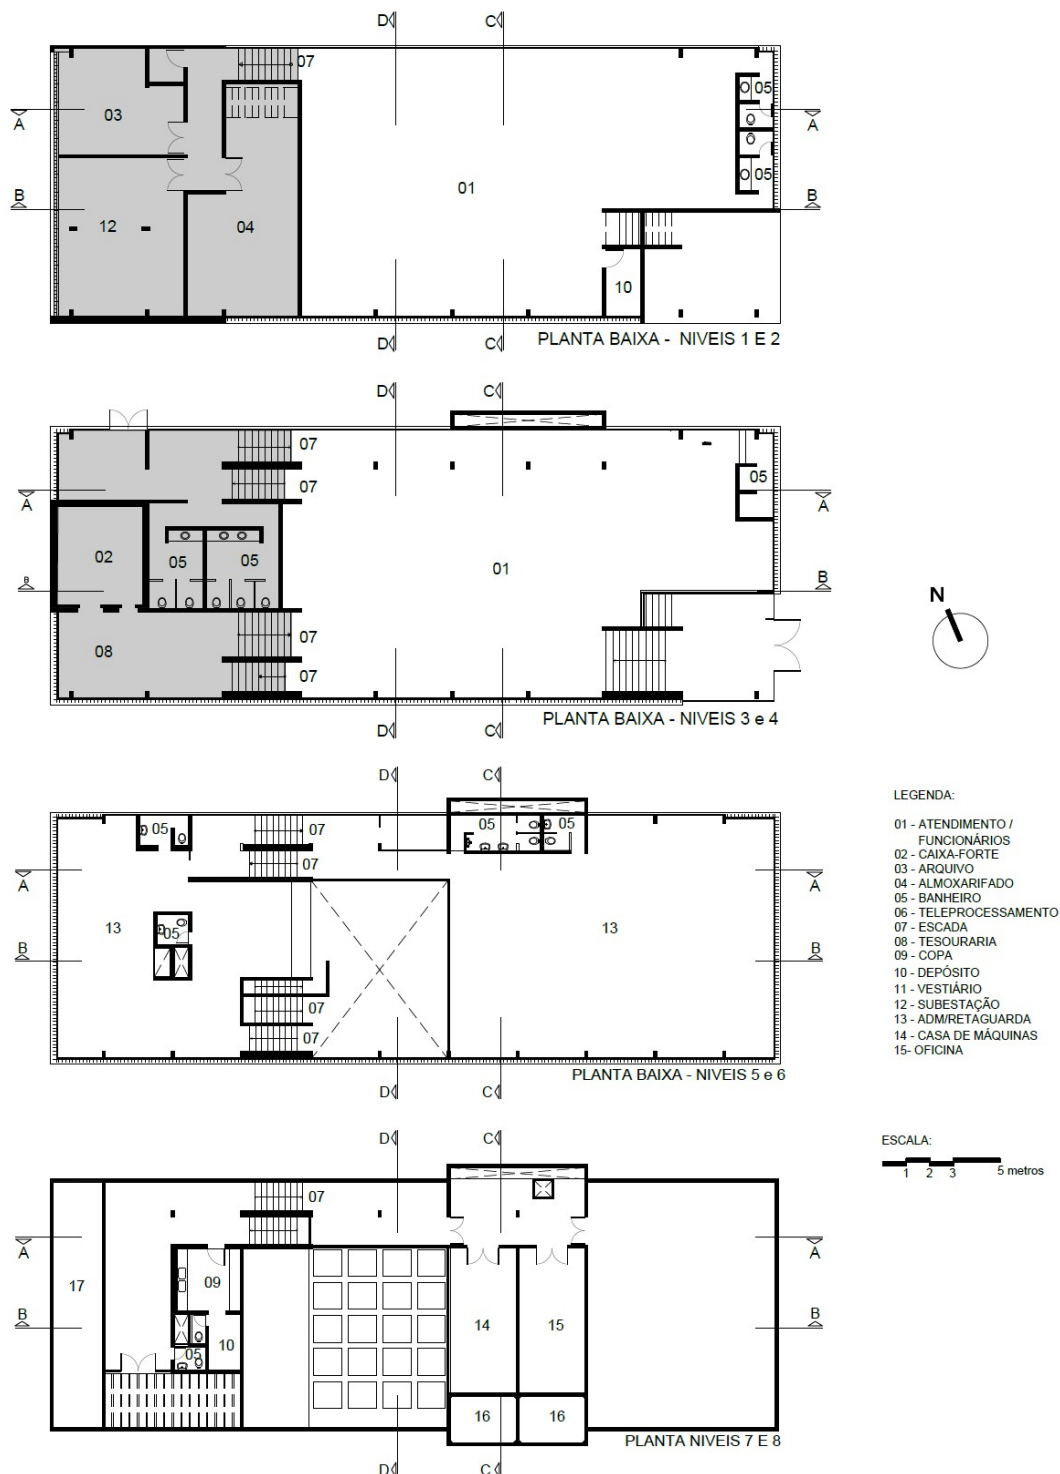 D C
07
03
05
A A
01
B B
05
12
04
10
PLANTA BAIXA - NIVEIS 1 E 2
D C
D C
07
05
07
A A
02
05
05
01
B B
N
07
08
07
PLANTA BAIXA - NIVEIS 3 e 4
D C
D C
LEGENDA:
01 - ATENDIMENTO /
FUNCIONÁRIOS
02 - CAIXA-FORTE
03 - ARQUIVO
04 - ALMOXARIFADO
05 - BANHEIRO
06 - TELEPROCESSAMENTO
07 - ESCADA
08 - TESOURARIA
09 - COPA
10 - DEPÓSITO
11 - VESTIÁRIO
12 - SUBESTAÇÃO
13 - ADM/RETAGUARDA
14 - CASA DE MÁQUINAS
15- OFICINA
05 07 05 05
07
A A
13 05 13
B B
07
07
PLANTA BAIXA - NIVEIS 5 e 6
D C
D C
ESCALA:
1 2 3 5 metros
07
A A
17 09
B B
14 15
10
05
16 16
PLANTA NIVEIS 7 E 8
D C